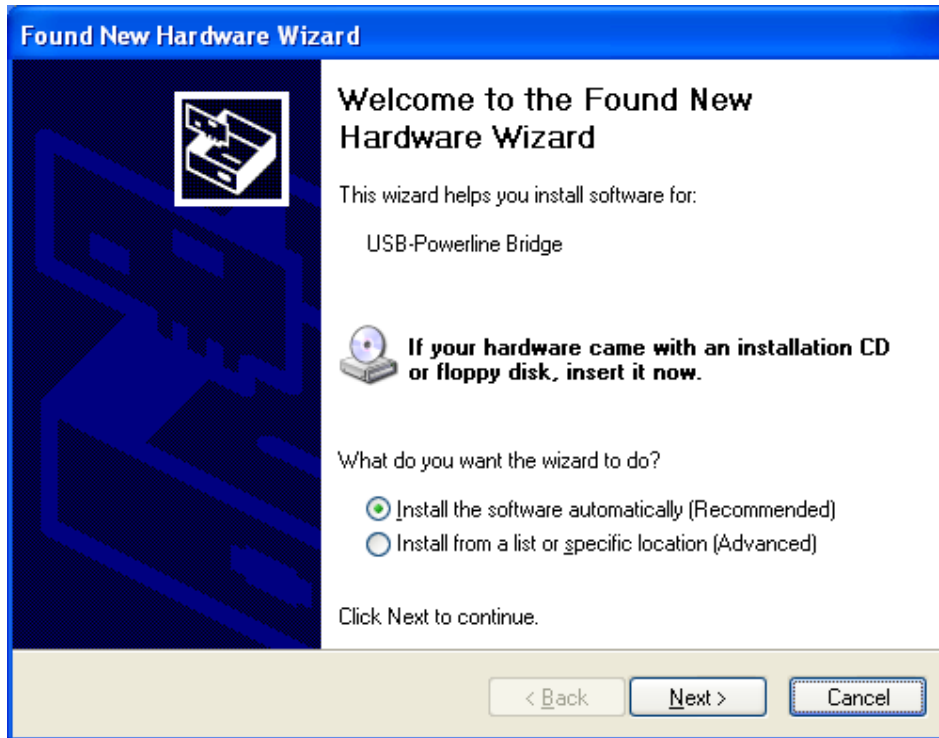 Found New Hardware Wizard
Welcome to the Found New
Hardware Wizard
This wizard helps you install software for:
USB-Powerline Bridge
If your hardware came with an installation CD
or floppy disk, insert it now.
What do you want the wizard to do?
Install the software automatically (Recommended)
Install from a list or specific location (Advanced)
Click Next to continue.
< Back Next > Cancel